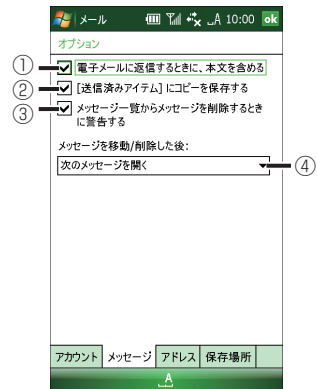 メール A 10:00 ok
オプション
① 電子メールに返信するときに、本文を含める
② [送信済みアイテム] にコピーを保存する
③ メッセージ一覧からメッセージを削除するとき
に警告する
メッセージを移動/削除した後:
次のメッセージを開く ④
アカウント メッセージ アドレス 保存場所
A